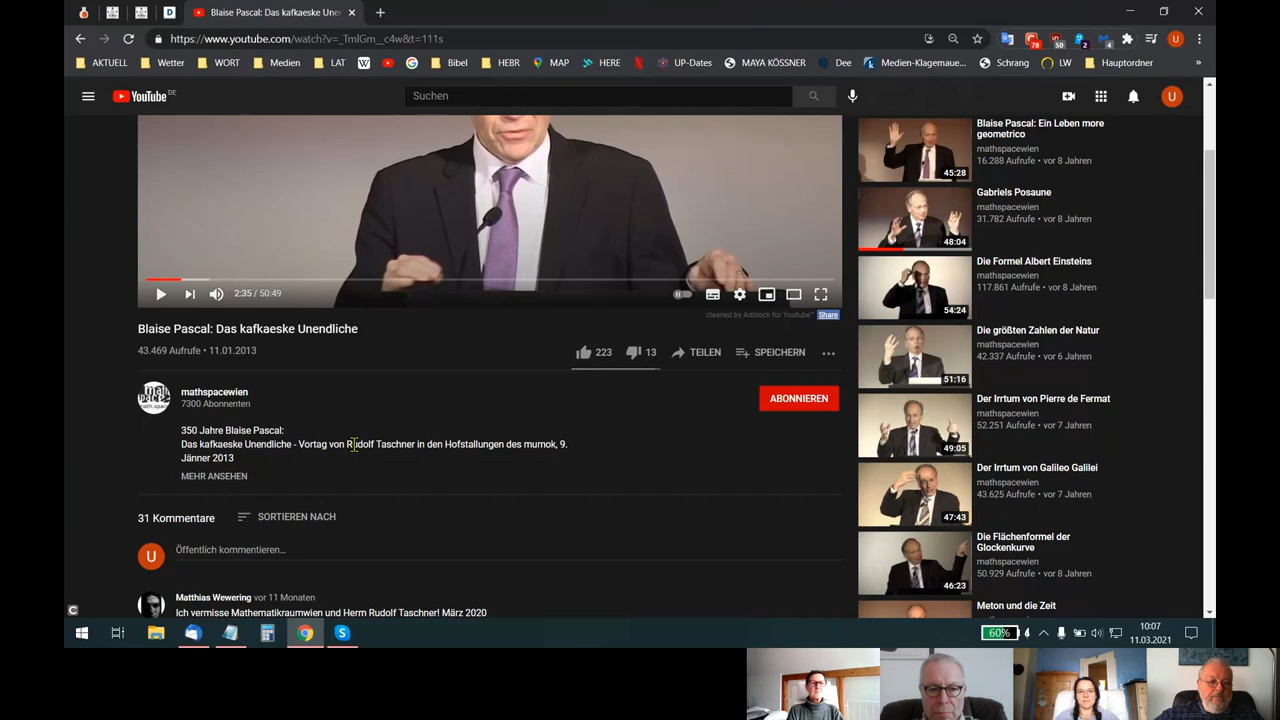 Blaise Pascal: Das kafkaeske Unen
https://www.youtube.com/watch?v=_TmlGm__c4w&t=111s
78
50
2
4
U
AKTUELL
Wetter
WORT
Medien
LAT
Bibel
HEBR
MAP
HERE
UP-Dates
MAYA KÖSSNER
Dee
Medien-Klagemaue...
Schrang
LW
Hauptordner
»
YouTube DE
Suchen
U
2:35 / 50:49
cleaned by Adblock for Youtube™
Share
Blaise Pascal: Das kafkaeske Unendliche
43.469 Aufrufe • 11.01.2013
223
13
TEILEN
SPEICHERN
math.space
mathspacewien
7300 Abonnenten
ABONNIEREN
350 Jahre Blaise Pascal:
Das kafkaeske Unendliche - Vortag von Rudolf Taschner in den Hofstallungen des mumok, 9.
Jänner 2013
MEHR ANSEHEN
31 Kommentare
SORTIEREN NACH
U
Öffentlich kommentieren...
Matthias Wewering vor 11 Monaten
Ich vermisse Mathematikraumwien und Herrn Rudolf Taschner! März 2020
45:28
Blaise Pascal: Ein Leben more
geometrico
mathspacewien
16.288 Aufrufe • vor 8 Jahren
48:04
Gabriels Posaune
mathspacewien
31.782 Aufrufe • vor 8 Jahren
54:24
Die Formel Albert Einsteins
mathspacewien
117.861 Aufrufe • vor 8 Jahren
51:16
Die größten Zahlen der Natur
mathspacewien
42.337 Aufrufe • vor 6 Jahren
49:05
Der Irrtum von Pierre de Fermat
mathspacewien
52.251 Aufrufe • vor 7 Jahren
47:43
Der Irrtum von Galileo Galilei
mathspacewien
43.625 Aufrufe • vor 7 Jahren
46:23
Die Flächenformel der
Glockenkurve
mathspacewien
50.929 Aufrufe • vor 7 Jahren
Meton und die Zeit
60%
10:07
11.03.2021